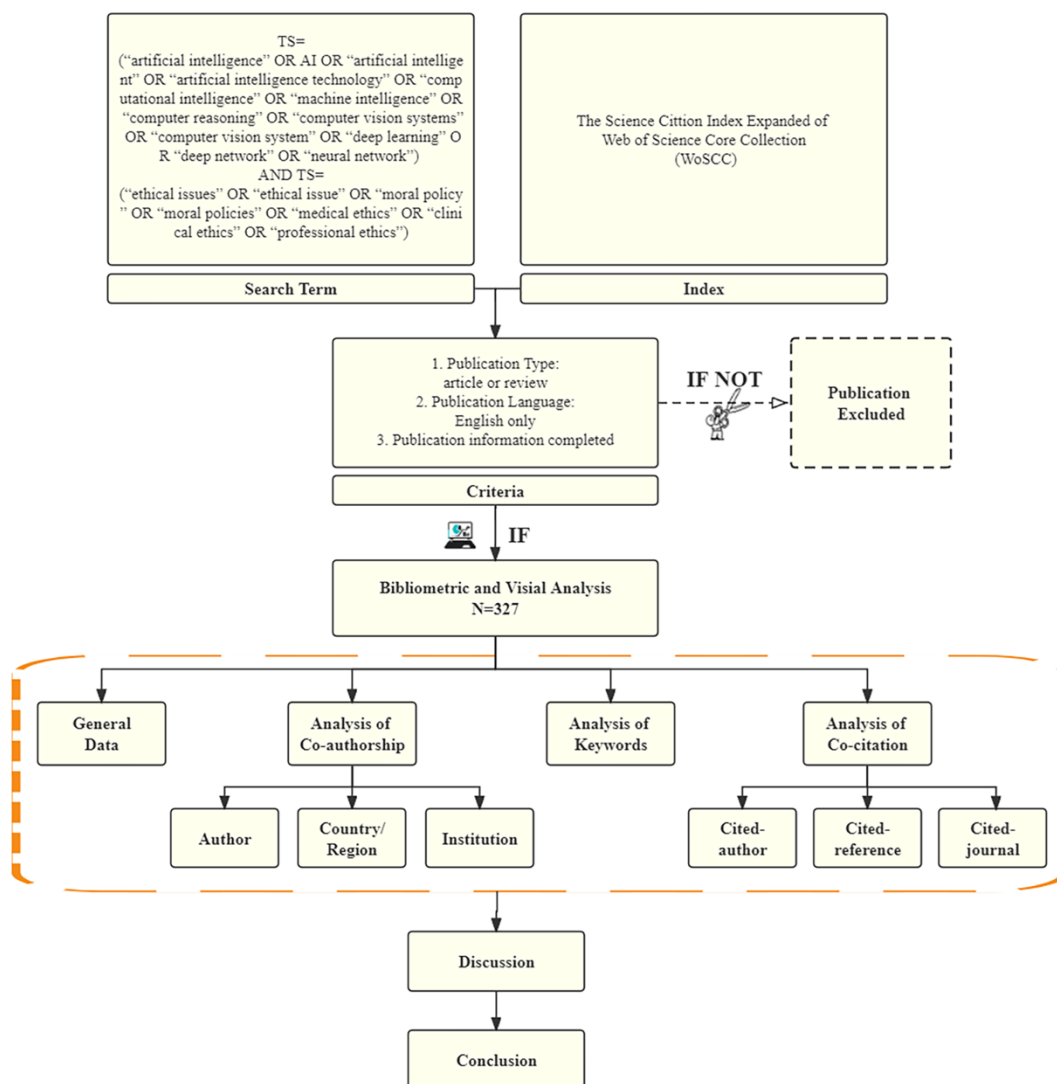 TS=
(“artificial intelligence” OR AI OR “artificial intellige
nt” OR “artificial intelligence technology” OR “comp
utational intelligence” OR “machine intelligence” OR
“computer reasoning” OR “computer vision systems”
OR “computer vision system” OR “deep learning” O
R “deep network” OR “neural network”)
AND TS=
(“ethical issues” OR “ethical issue” OR “moral policy
” OR “moral policies” OR “medical ethics” OR “clini
cal ethics” OR “professional ethics”)
Search Term
The Science Cittion Index Expanded of
Web of Science Core Collection
(WoSCC)
Index
1. Publication Type:
article or review
2. Publication Language:
English only
3. Publication information completed
Criteria
IF NOT
Publication
Excluded
IF
Bibliometric and Visial Analysis
N=327
General
Data
Analysis of
Co-authorship
Analysis of
Keywords
Analysis of
Co-citation
Author
Country/
Region
Institution
Cited-
author
Cited-
reference
Cited-
journal
Discussion
Conclusion